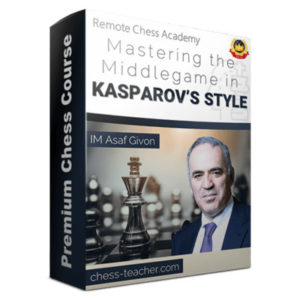 Remote Chess Academy
Mastering the
Middlegame in
KASPAROV'S STYLE
IM Asaf Givon
chess-teacher.com
Premium Chess Course